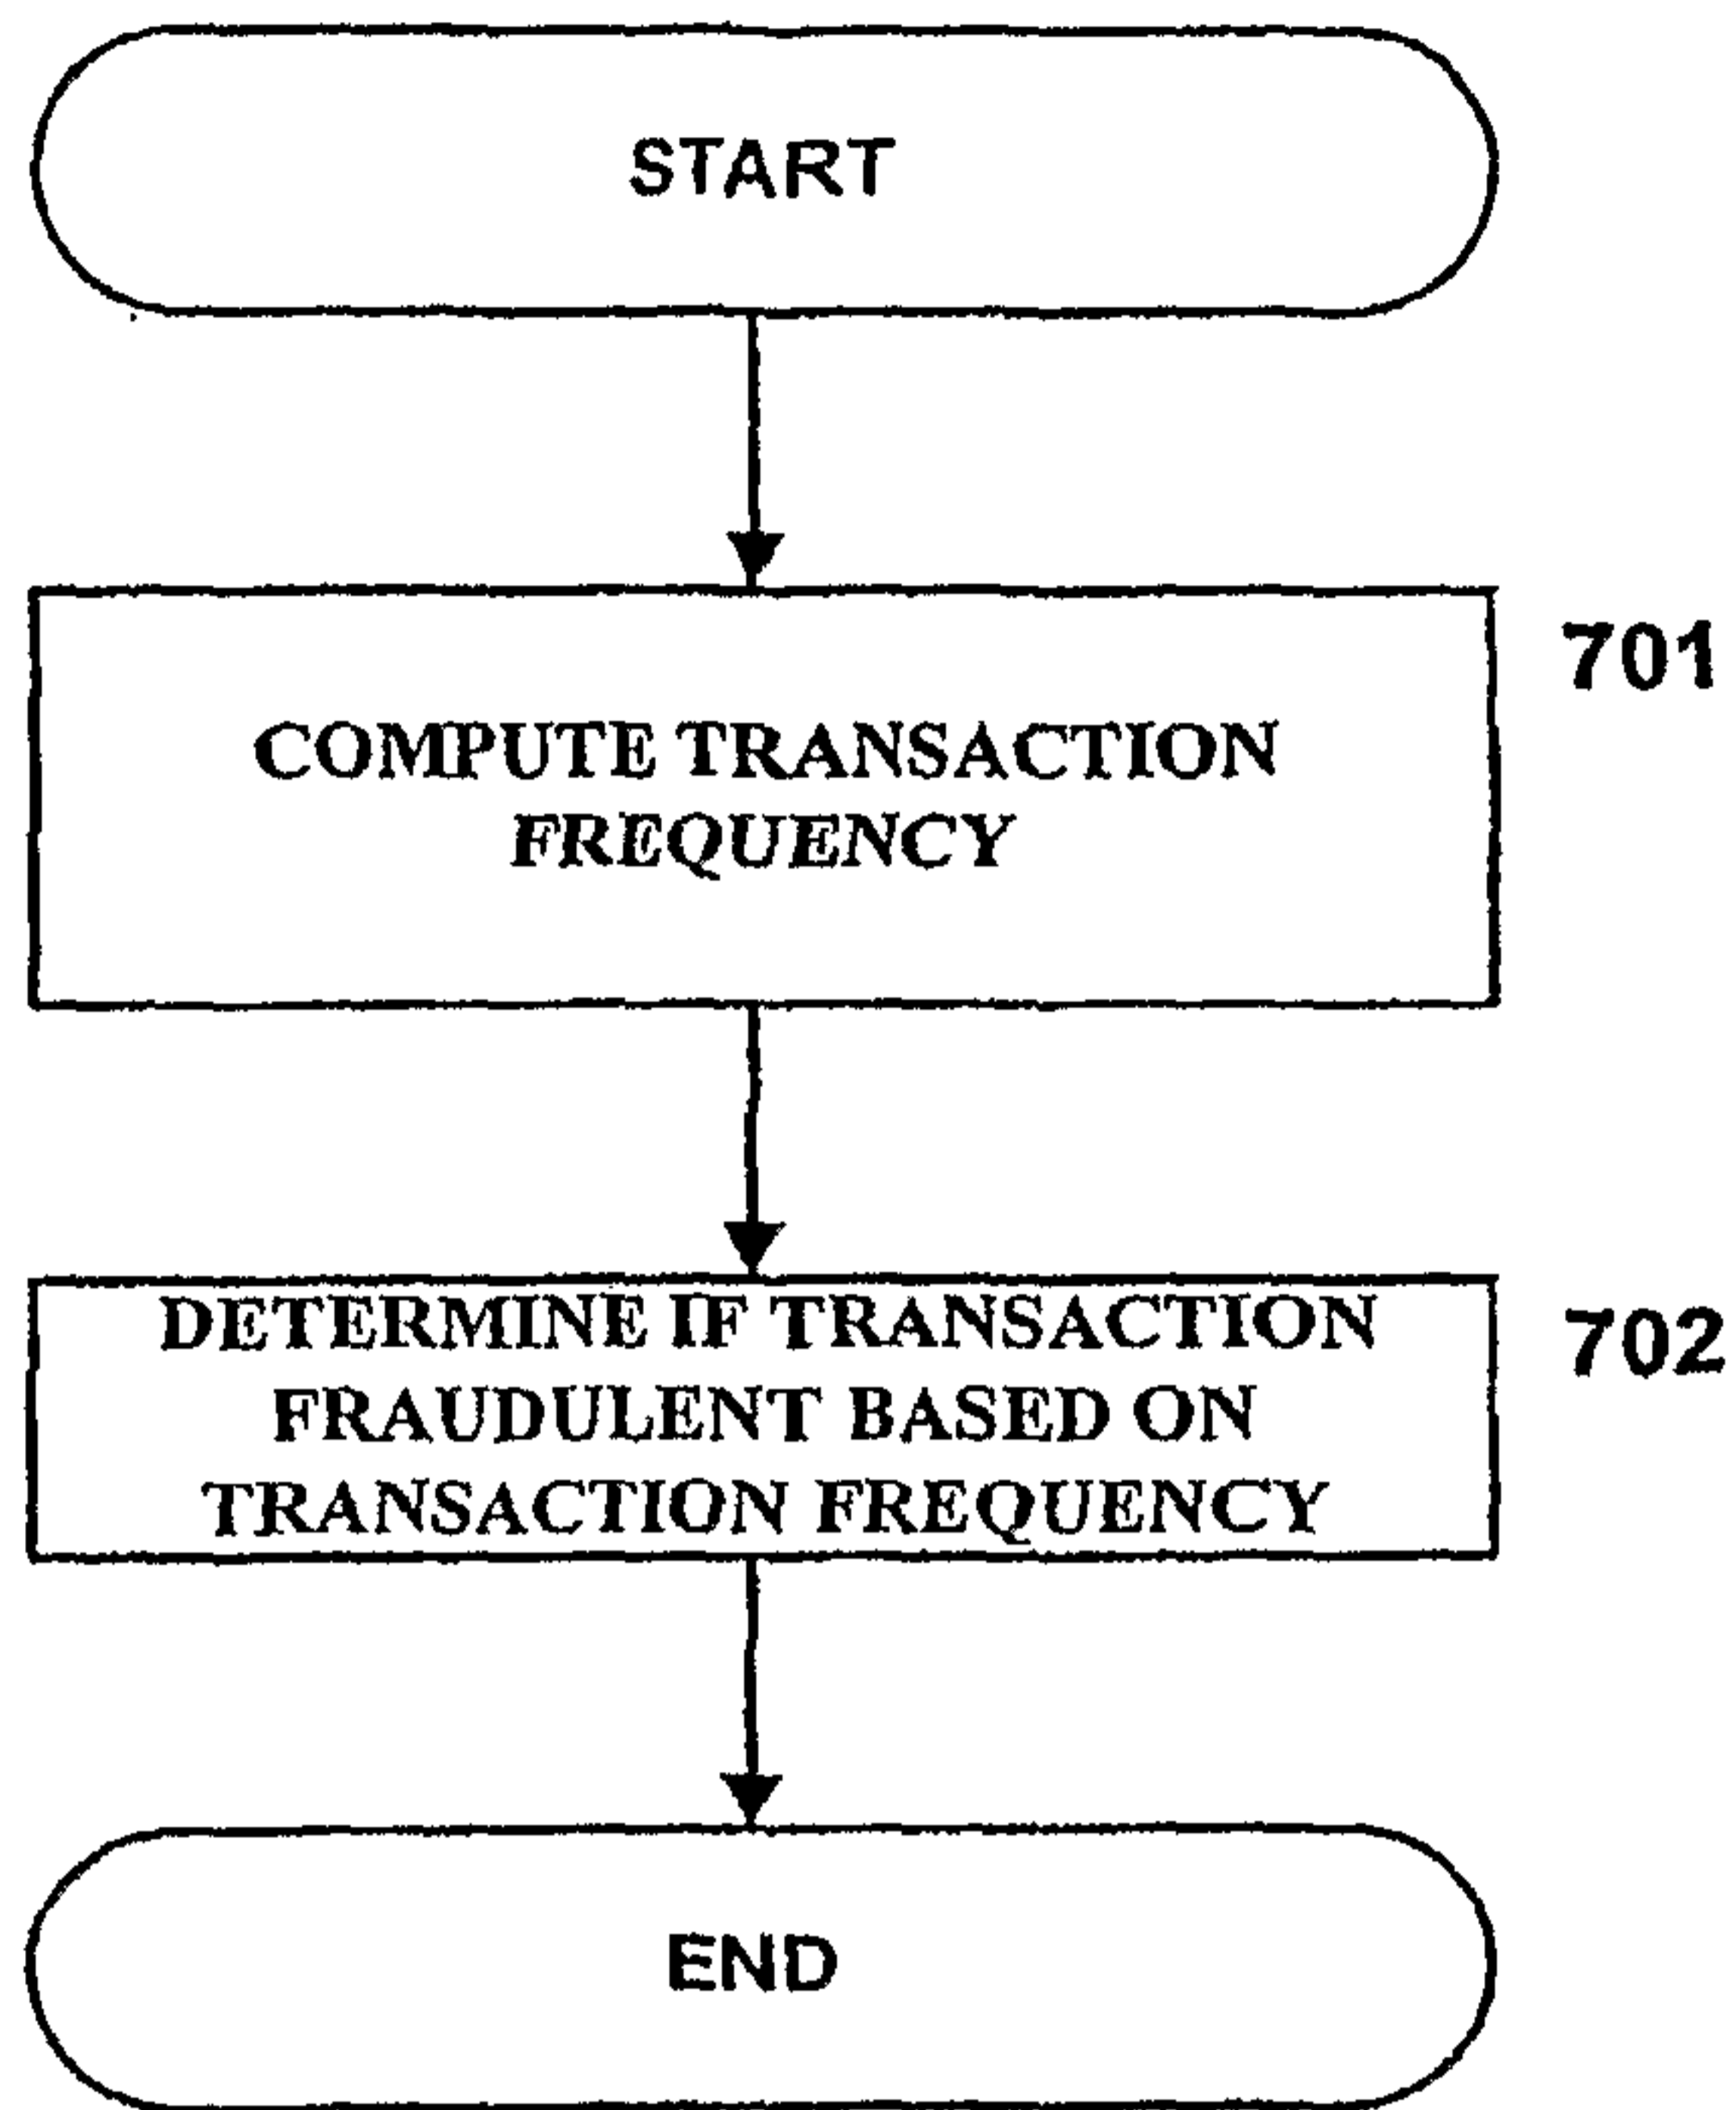 START
701
COMPUTE TRANSACTION
FREQUENCY
702
DETERMINE IF TRANSACTION
FRAUDULENT BASED ON
TRANSACTION FREQUENCY
END